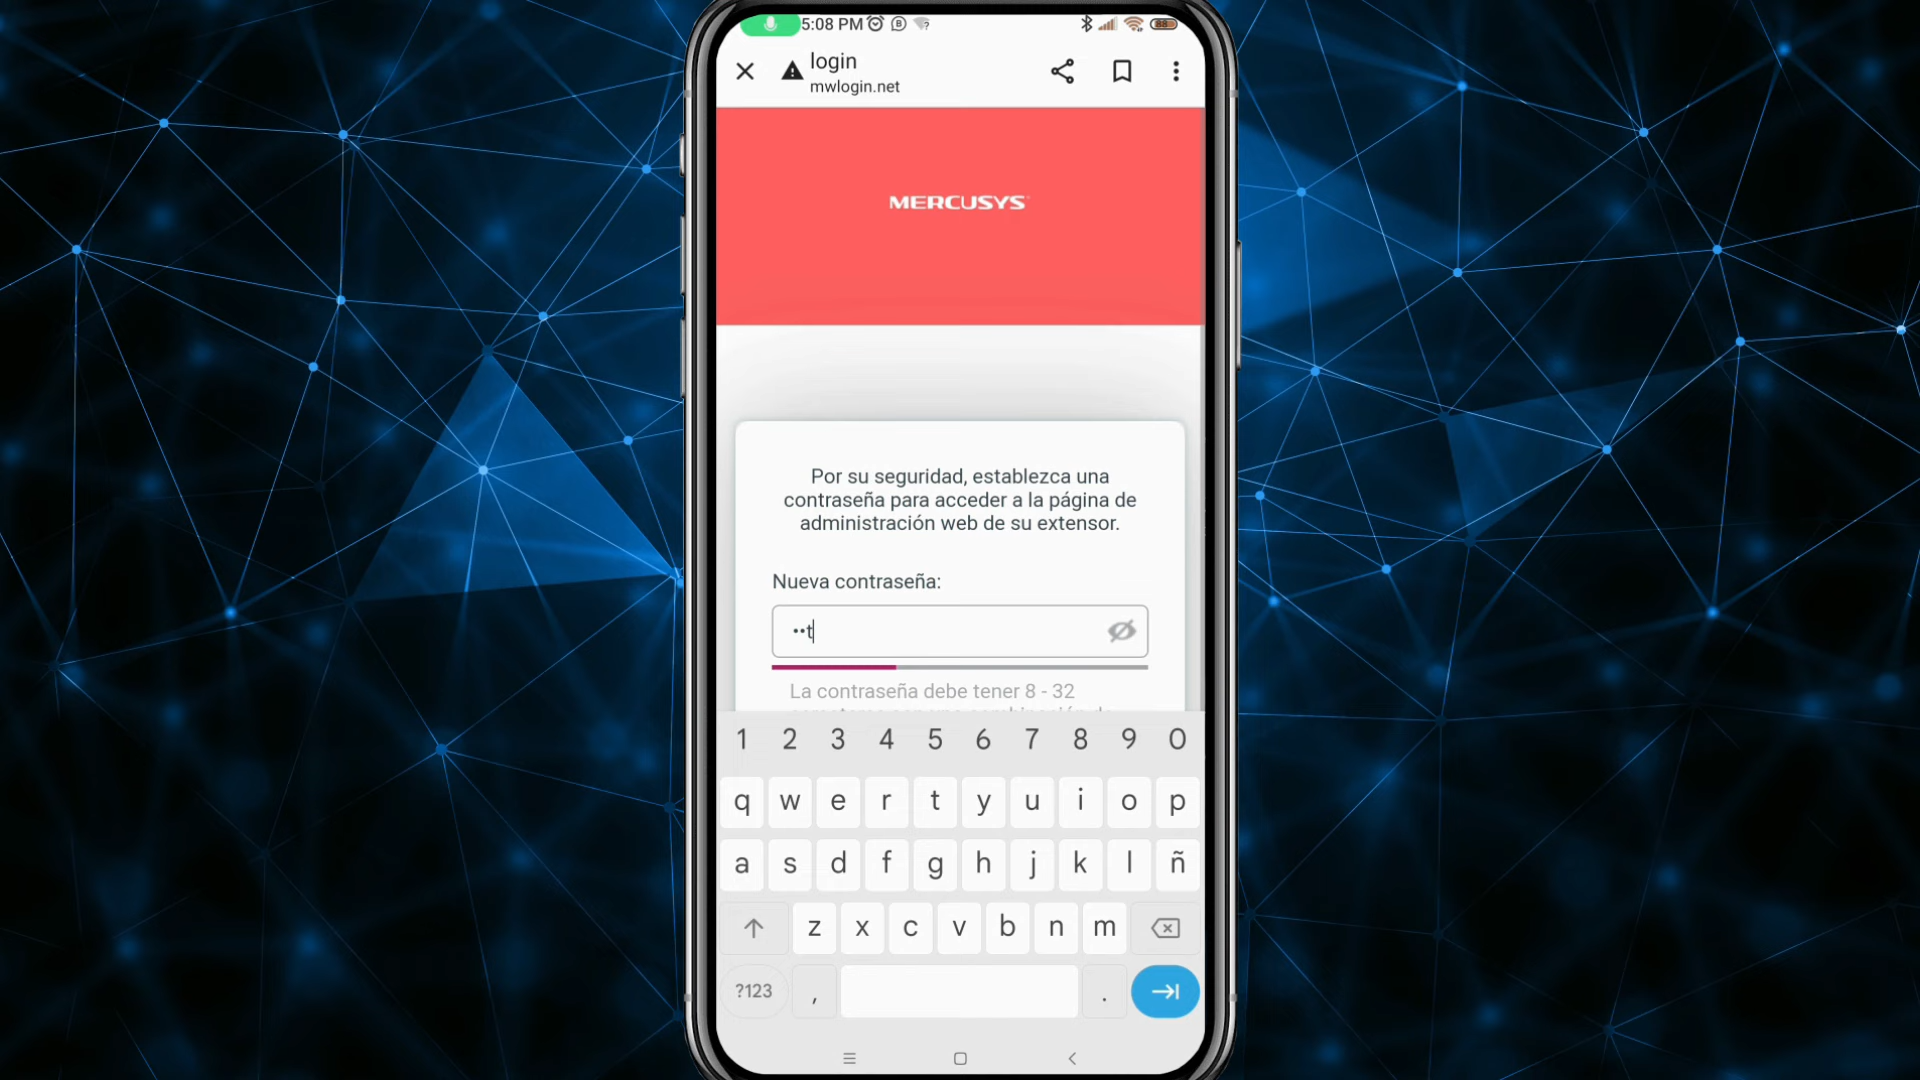 5:08 PM
88
login
mwlogin.net
MERCUSYS
Por su seguridad, establezca una
contraseña para acceder a la página de
administración web de su extensor.
Nueva contraseña:
••t
La contraseña debe tener 8 - 32
1 2 3 4 5 6 7 8 9 0
q w e r t y u i o p
a s d f g h j k l ñ
z x c v b n m
?123 , .